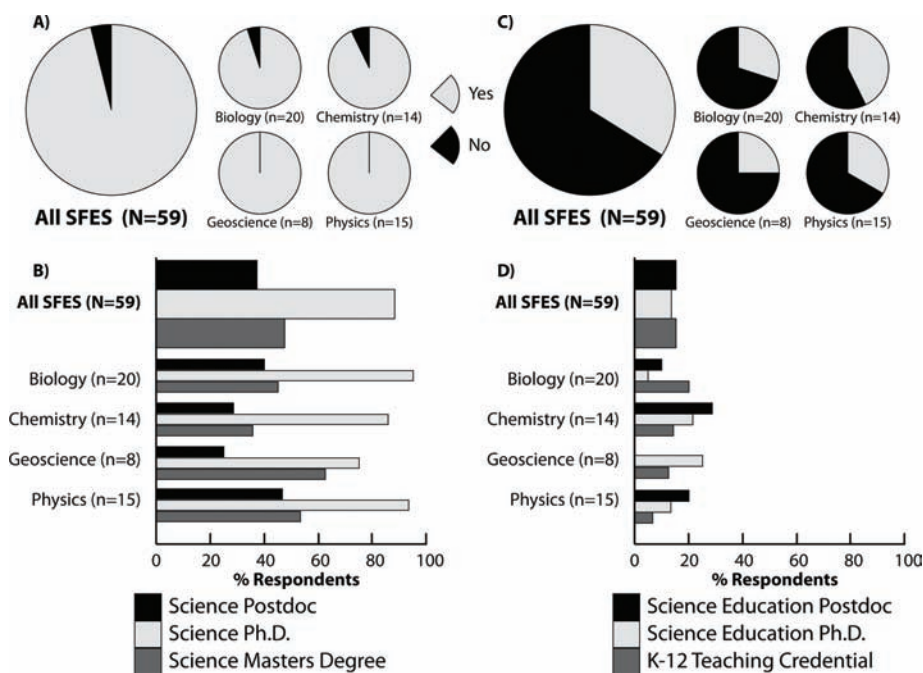 A)
Biology (n=20)
Chemistry (n=14)
Geoscience (n=8)
Physics (n=15)
All SFES (N=59)
Yes
No
C)
Biology (n=20)
Chemistry (n=14)
Geoscience (n=8)
Physics (n=15)
All SFES (N=59)
B)
All SFES (N=59)
Biology (n=20)
Chemistry (n=14)
Geoscience (n=8)
Physics (n=15)
0 20 40 60 80 100
% Respondents
Science Postdoc
Science Ph.D.
Science Masters Degree
D)
All SFES (N=59)
Biology (n=20)
Chemistry (n=14)
Geoscience (n=8)
Physics (n=15)
0 20 40 60 80 100
% Respondents
Science Education Postdoc
Science Education Ph.D.
K-12 Teaching Credential